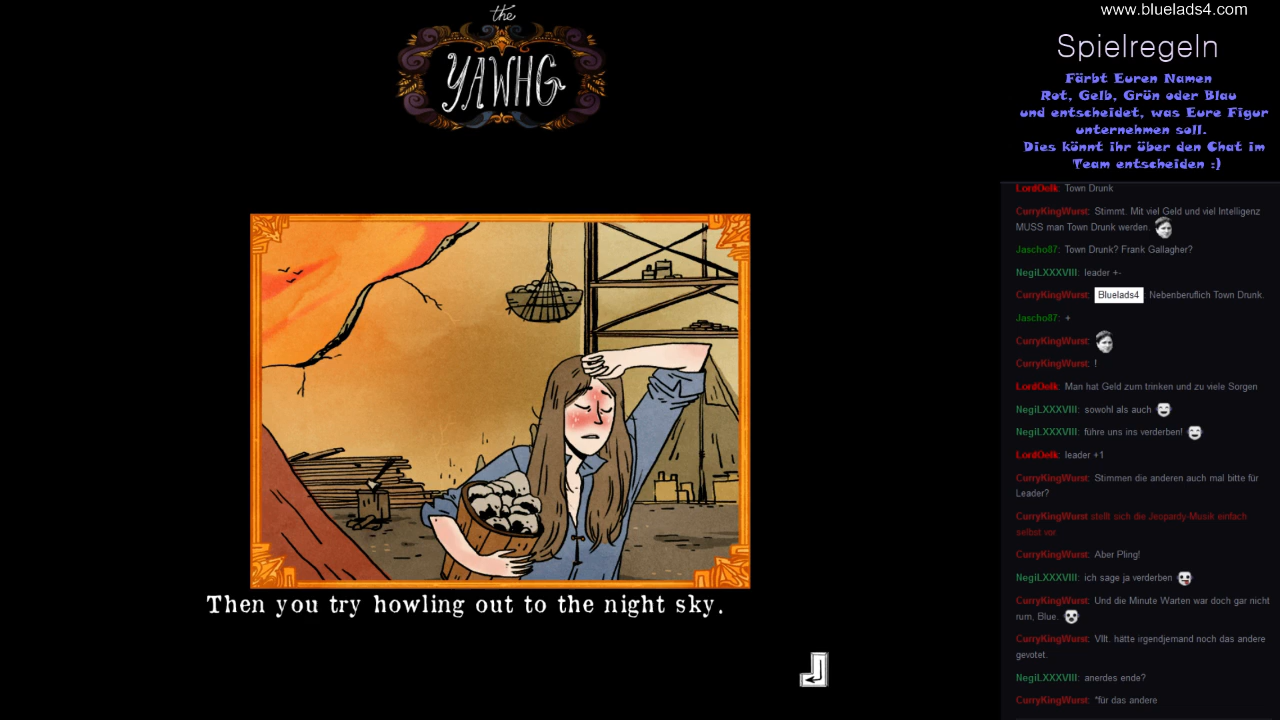 the
YAWHG
Then you try howling out to the night sky.
www.bluelads4.com
Spielregeln
Färbt Euren Namen
Rot, Gelb, Grün oder Blau
und entscheidet, was Eure Figur
unternehmen soll.
Dies könnt ihr über den Chat im
Team entscheiden :)
LordOelk: Town Drunk
CurryKingWurst: Stimmt. Mit viel Geld und viel Intelligenz
MUSS man Town Drunk werden.
Jascho87: Town Drunk? Frank Gallagher?
NegiLXXXVIII: leader +-
CurryKingWurst: Bluelads4 Nebenberuflich Town Drunk.
Jascho87: +
CurryKingWurst:
CurryKingWurst: !
LordOelk: Man hat Geld zum trinken und zu viele Sorgen
NegiLXXXVIII: sowohl als auch
NegiLXXXVIII: führe uns ins verderben!
LordOelk: leader +1
CurryKingWurst: Stimmen die anderen auch mal bitte für
Leader?
CurryKingWurst stellt sich die Jeopardy-Musik einfach
selbst vor
CurryKingWurst: Aber Pling!
NegiLXXXVIII: ich sage ja verderben
CurryKingWurst: Und die Minute Warten war doch gar nicht
rum, Blue.
CurryKingWurst: Vllt. hätte irgendjemand noch das andere
gevotet.
NegiLXXXVIII: anerdes ende?
CurryKingWurst: *für das andere